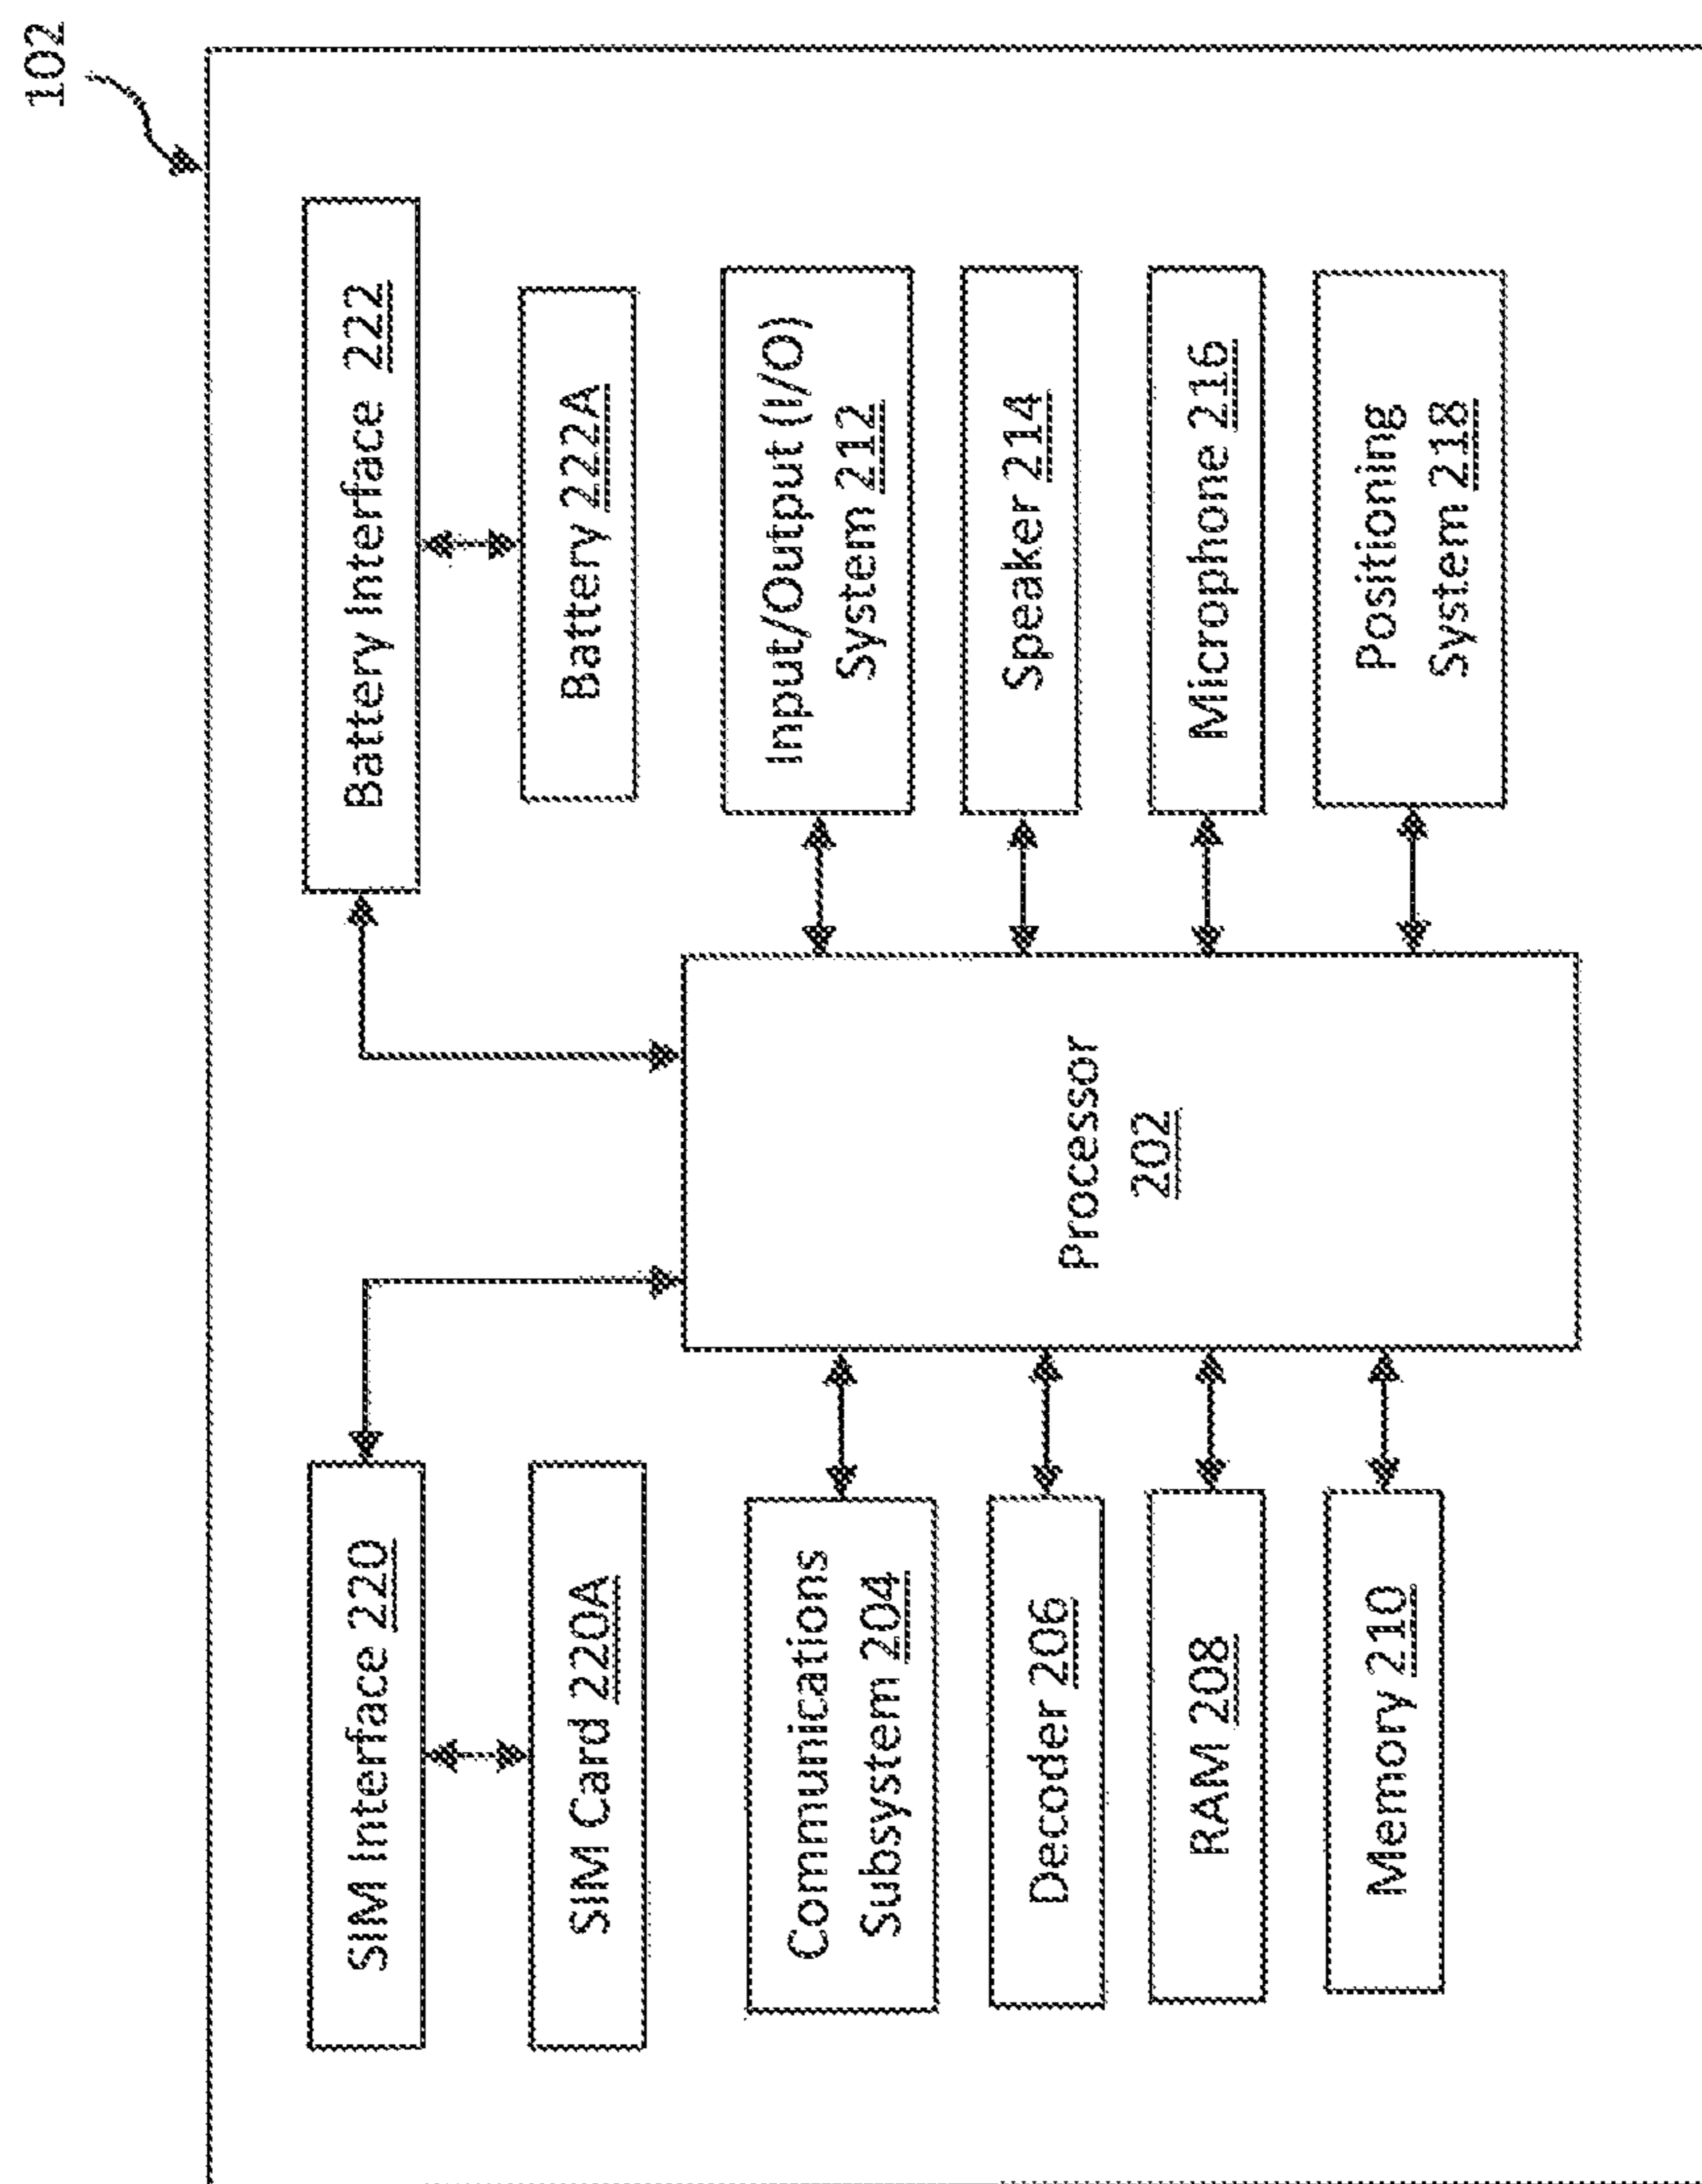 102
SIM Interface 220
Battery Interface 222
SIM Card 220A
Battery 222A
Communications
Subsystem 204
Input/Output (I/O)
System 212
Decoder 206
Speaker 214
Processor
202
RAM 208
Microphone 216
Memory 210
Positioning
System 218